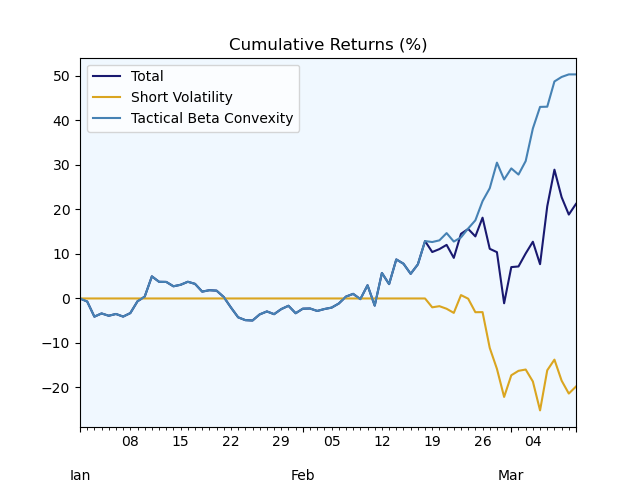 Cumulative Returns (%)
Total
Short Volatility
Tactical Beta Convexity
50
40
30
20
10
0
−10
−20
08 15 22 29 05 12 19 26 04
Jan Feb Mar